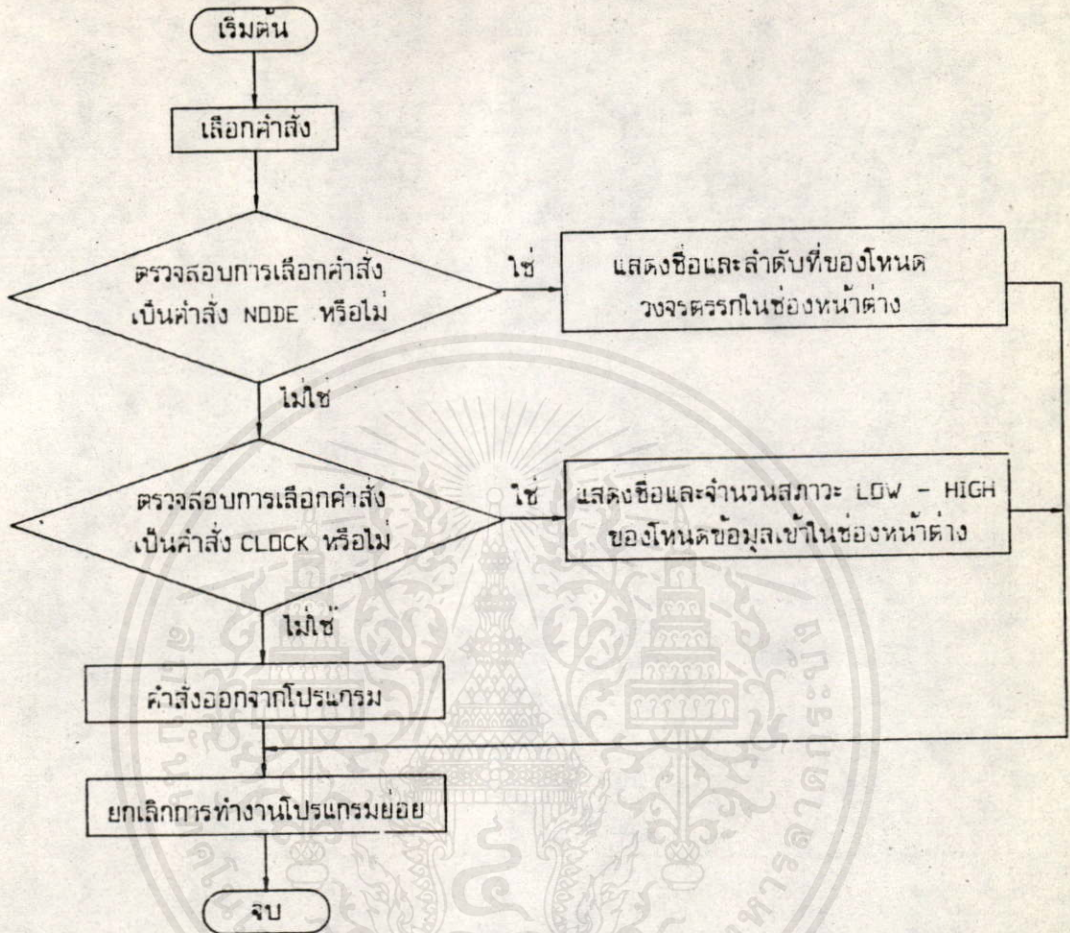 เริ่มต้น
เลือกคำสั่ง
ตรวจสอบการเลือกคำสั่ง
เป็นคำสั่ง NODE หรือไม่
ใช่
แสดงชื่อและลำดับที่ของโหนด
วงจรตรรกในช่องหน้าต่าง
ไม่ใช่
ตรวจสอบการเลือกคำสั่ง
เป็นคำสั่ง CLOCK หรือไม่
ใช่
แสดงชื่อและจำนวนสภาวะ LOW - HIGH
ของโหนดข้อมูลเข้าในช่องหน้าต่าง
ไม่ใช่
คำสั่งออกจากโปรแกรม
ยกเลิกการทำงานโปรแกรมย่อย
จบ